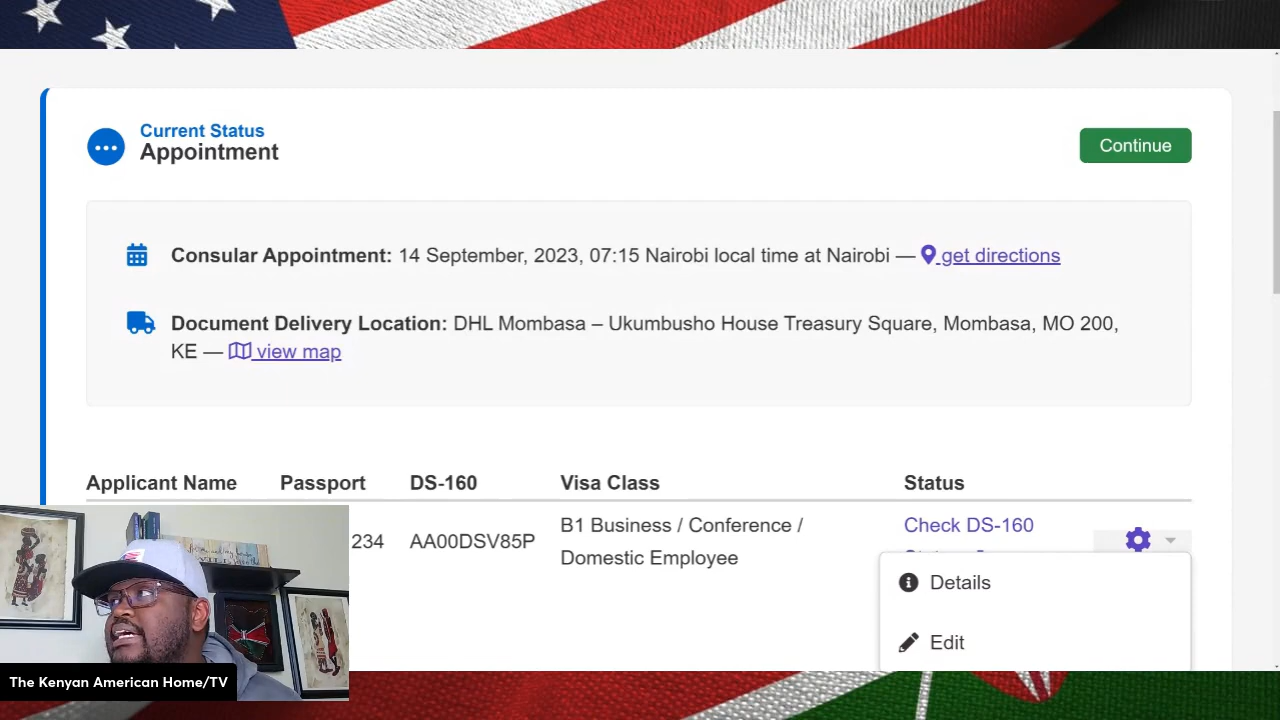 Current Status
Appointment
Continue
Consular Appointment: 14 September, 2023, 07:15 Nairobi local time at Nairobi — get directions
Document Delivery Location: DHL Mombasa – Ukumbusho House Treasury Square, Mombasa, MO 200,
KE — view map
Applicant Name Passport DS-160 Visa Class Status
234 AA00DSV85P B1 Business / Conference /
Domestic Employee
Check DS-160
Details
Edit
The Kenyan American Home/TV